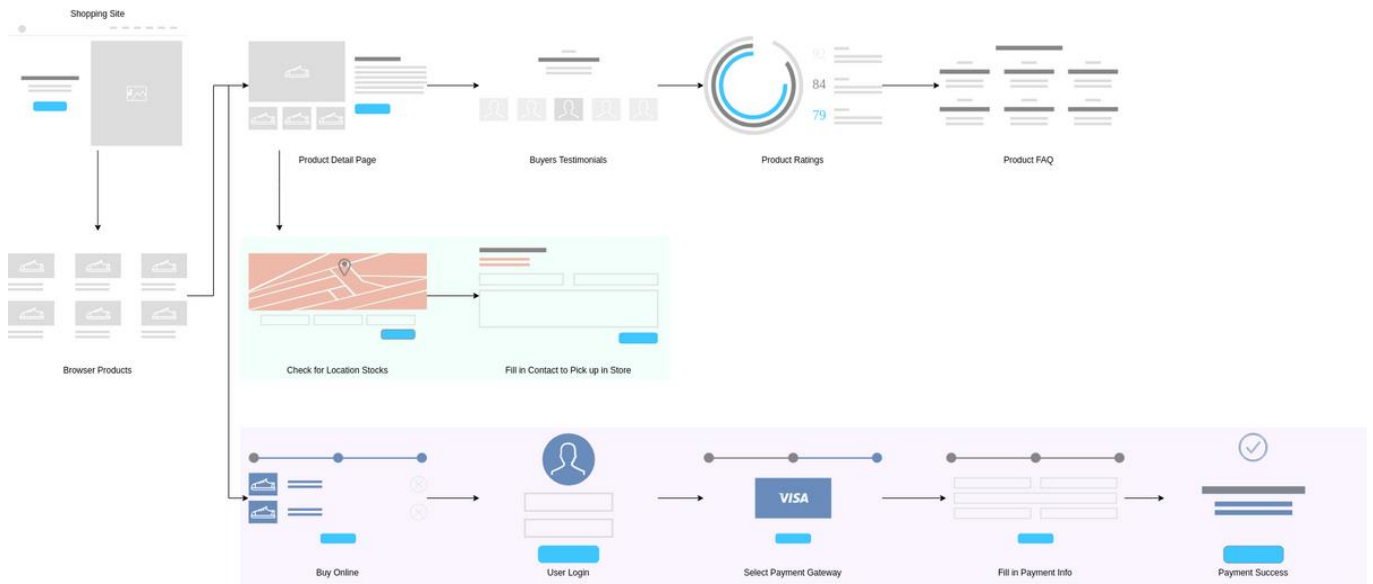 Shopping Site
92
84
79
Product Detail Page
Buyers Testimonials
Product Ratings
Product FAQ
Browser Products
Check for Location Stocks
Fill in Contact to Pick up in Store
VISA
Buy Online
User Login
Select Payment Gateway
Fill in Payment Info
Payment Success